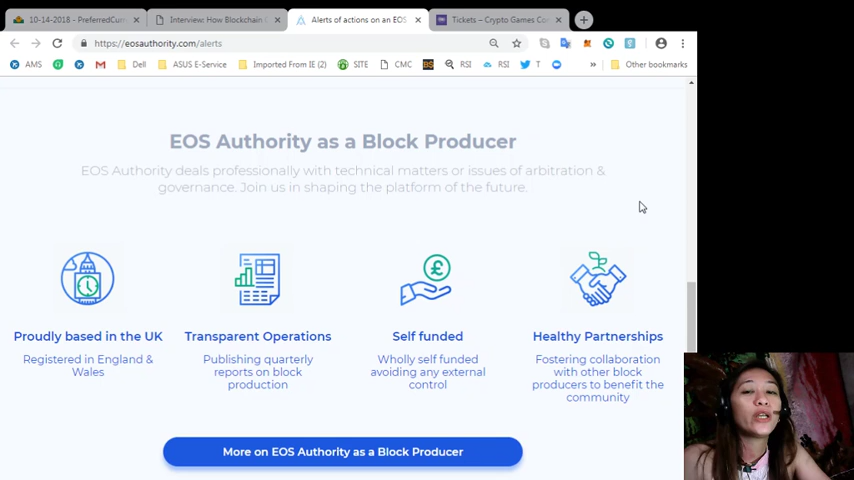 10-14-2018 - PreferredCurr
Interview: How Blockchain
Alerts of actions on an EOS
Tickets – Crypto Games Co
https://eosauthority.com/alerts
AMS
Dell
ASUS E-Service
Imported From IE (2)
SITE
CMC
BS
RSI
RSI
T
»
Other bookmarks
EOS Authority as a Block Producer
EOS Authority deals professionally with technical matters or issues of arbitration &
governance. Join us in shaping the platform of the future.
Proudly based in the UK
Registered in England &
Wales
Transparent Operations
Publishing quarterly
reports on block
production
Self funded
Wholly self funded
avoiding any external
control
Healthy Partnerships
Fostering collaboration
with other block
producers to benefit the
community
More on EOS Authority as a Block Producer